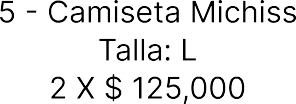 5 - Camiseta Michiss
Talla: L
2 X $ 125,000